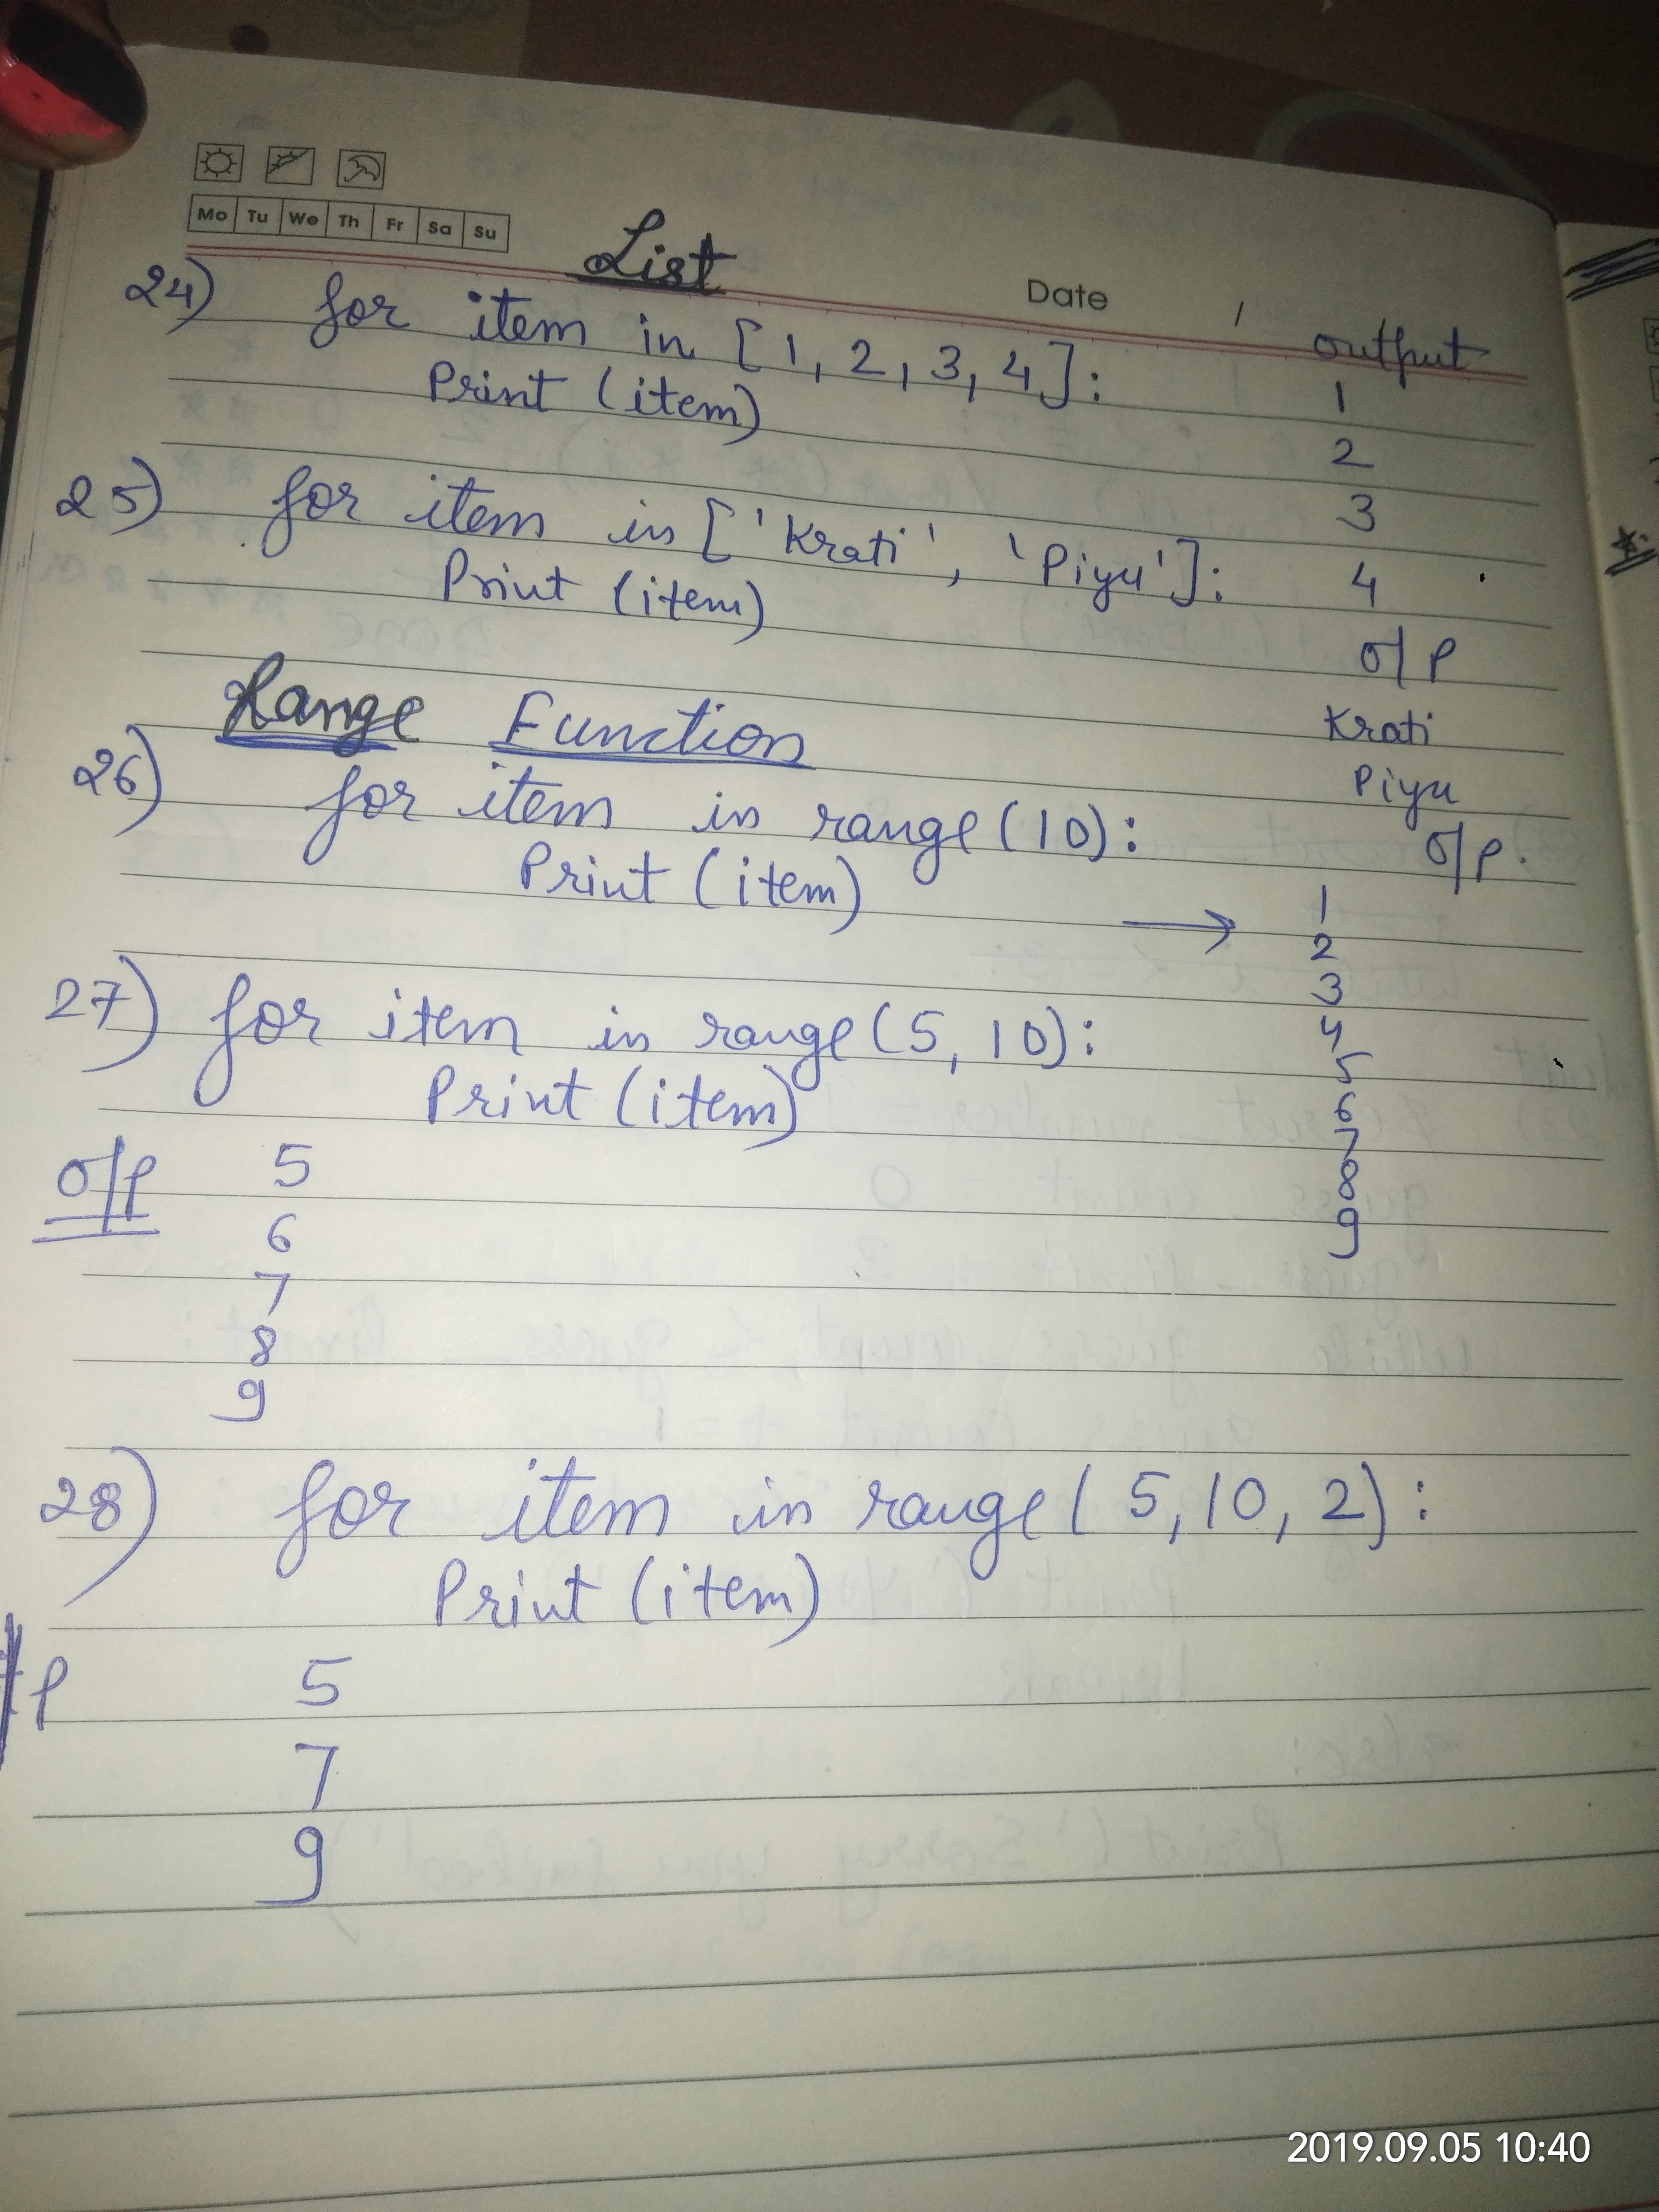 Mo Tu We Th Fr Sa Su
List
Date /
24) for item in [1, 2, 3, 4]:
Print (item)
output
1
2
3
4
25) for item in ['Krati', 'Piyu']:
Print (item)
o/p
Krati
Piyu
Range Function
26) for item in range(10):
Print (item)
o/p.
→ 1
2
3
4
5
6
7
8
9
27) for item in range(5, 10):
Print (item)
o/p 5
6
7
8
9
28) for item in range(5,10, 2):
Print (item)
/p 5
7
9
2019.09.05 10:40